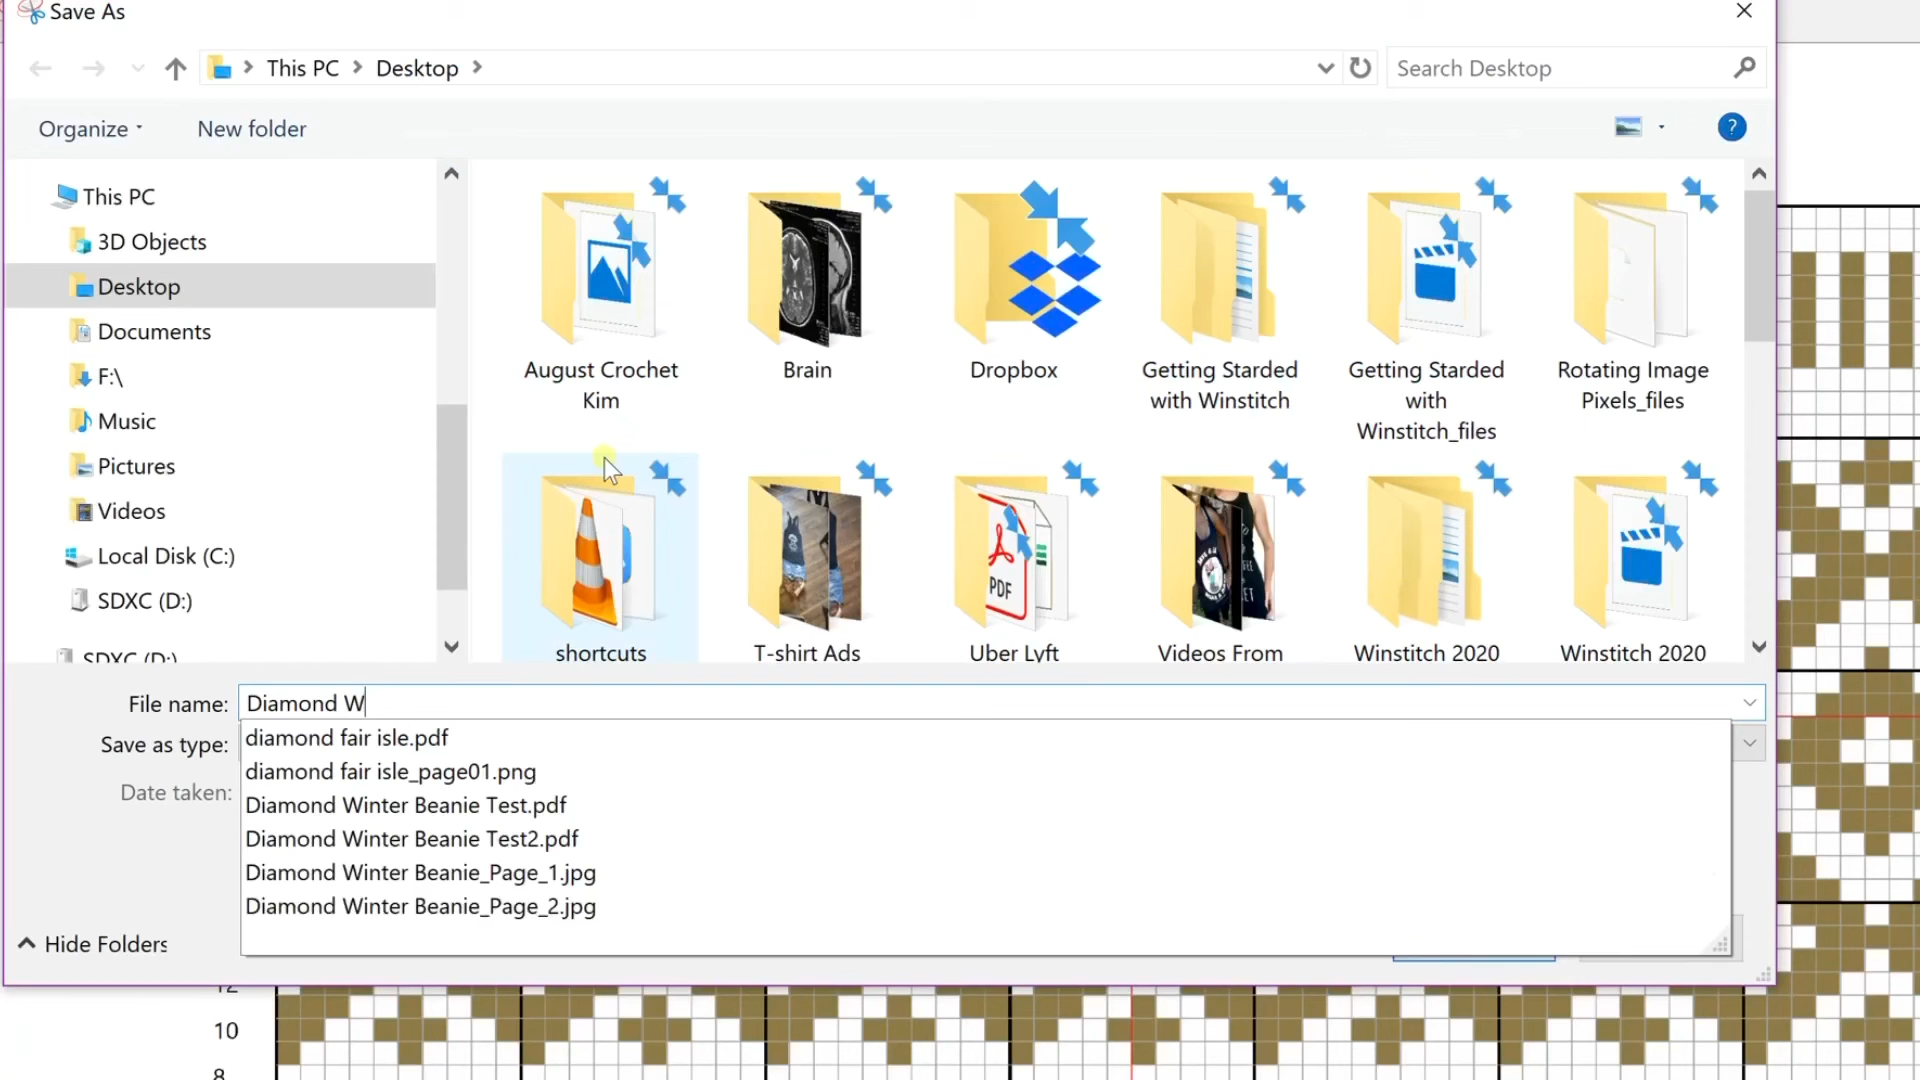 Save As
This PC
Desktop
Search Desktop
Organize
New folder
?
This PC
3D Objects
Desktop
Documents
F:\
Music
Pictures
Videos
Local Disk (C:)
SDXC (D:)
SDXC (D:)
August Crochet
Kim
Brain
Dropbox
Getting Starded
with Winstitch
Getting Starded
with
Winstitch_files
Rotating Image
Pixels_files
PDF
shortcuts
T-shirt Ads
Uber Lyft
Videos From
Winstitch 2020
Winstitch 2020
File name: Diamond W
Save as type:
Date taken:
diamond fair isle.pdf
diamond fair isle_page01.png
Diamond Winter Beanie Test.pdf
Diamond Winter Beanie Test2.pdf
Diamond Winter Beanie_Page_1.jpg
Diamond Winter Beanie_Page_2.jpg
Hide Folders
12
10
8